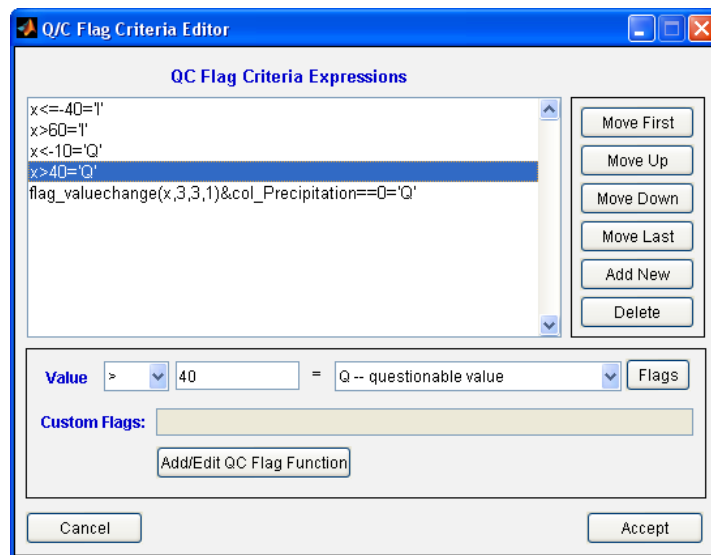 Q/C Flag Criteria Editor
QC Flag Criteria Expressions
x<=-40='I'
x>60='I'
x<-10='Q'
x>40='Q'
flag_valuechange(x,3,3,1)&col_Precipitation==0='Q'
Move First
Move Up
Move Down
Move Last
Add New
Delete
Value > 40 = Q -- questionable value Flags
Custom Flags:
Add/Edit QC Flag Function
Cancel Accept